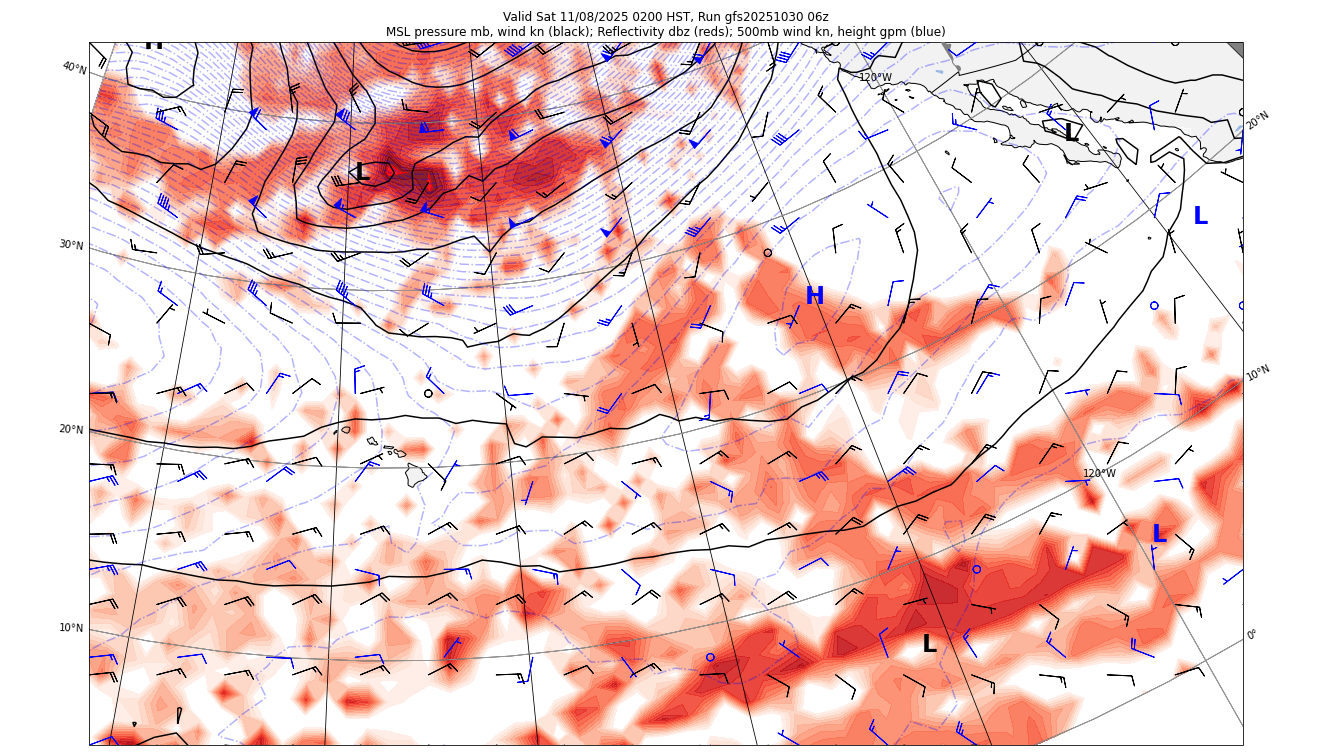 Valid Sat 11/08/2025 0200 HST, Run gfs20251030 06z
MSL pressure mb, wind kn (black); Reflectivity dbz (reds); 500mb wind kn, height gpm (blue)
H
40°N
120°W
20°N
L
L
L
30°N
H
10°N
20°N
120°W
L
10°N
0°
L